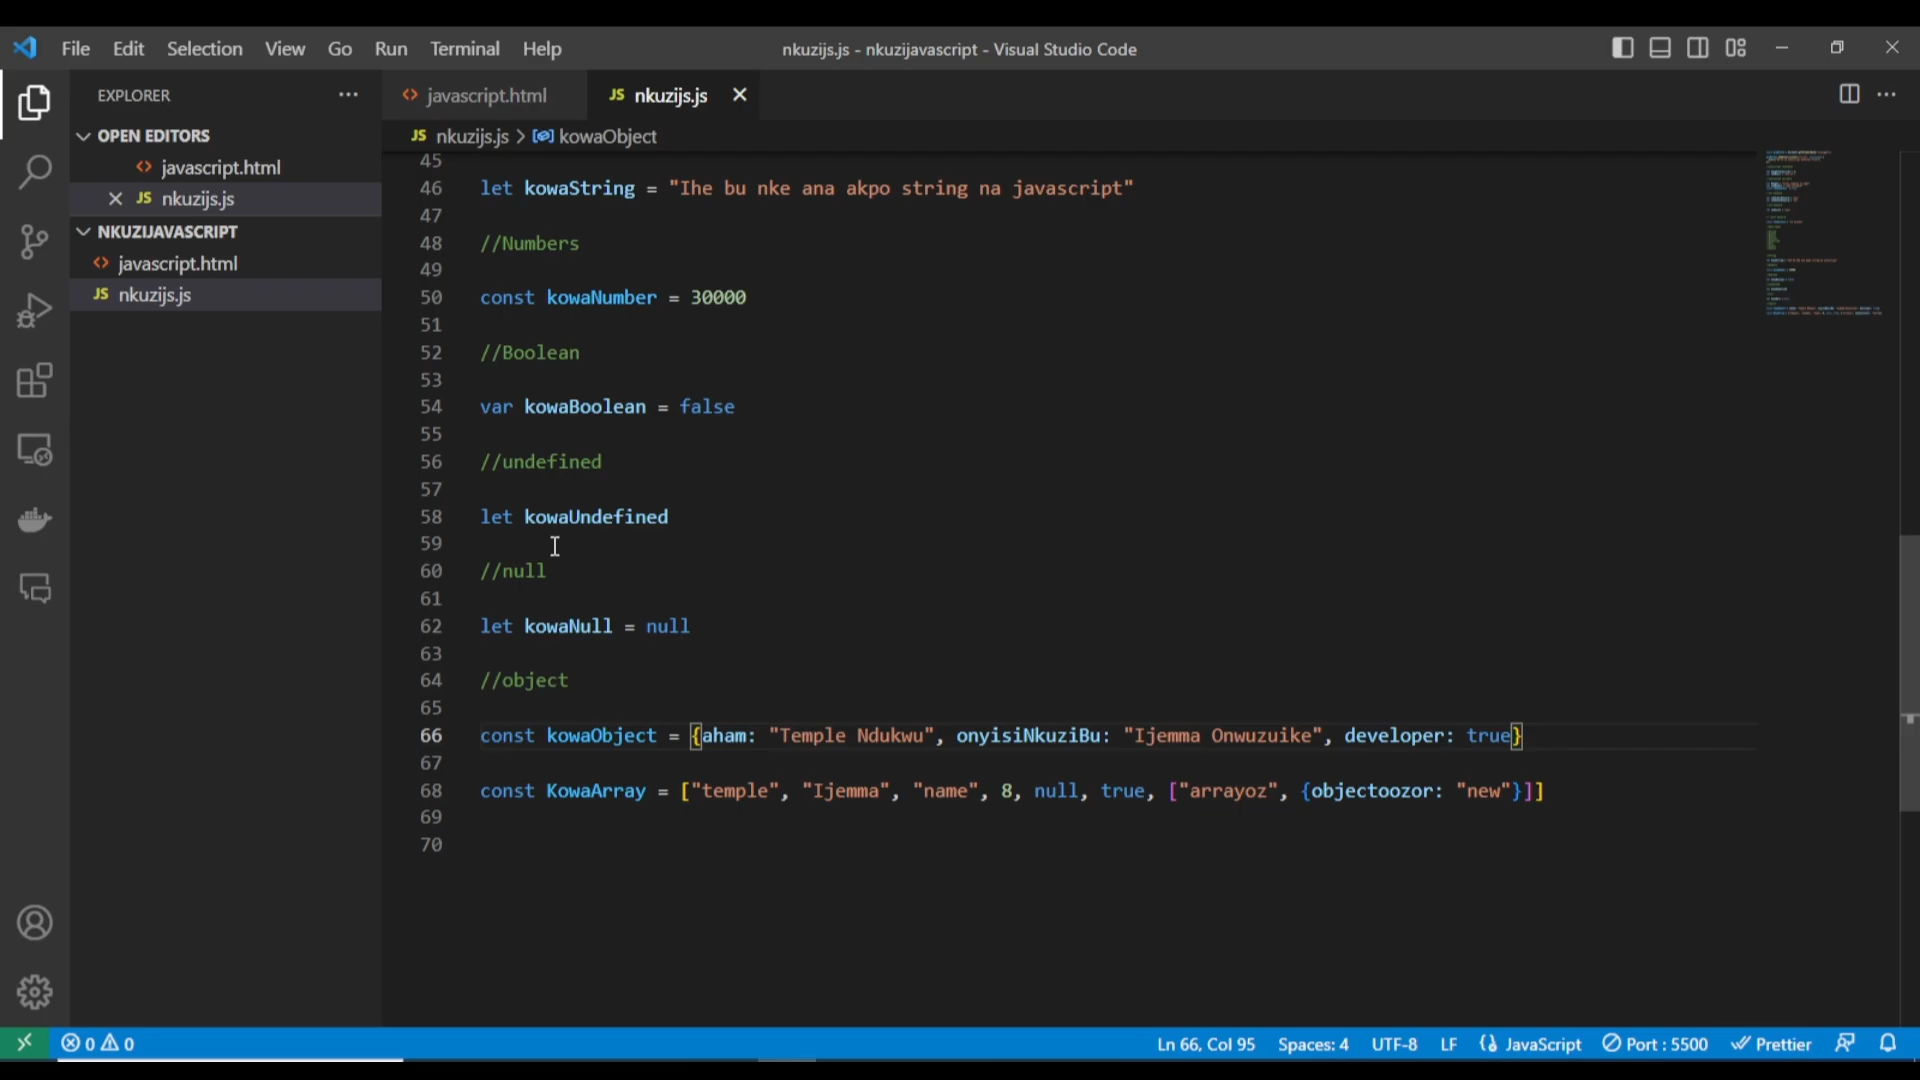 File Edit Selection View Go Run Terminal Help
nkuzijs.js - nkuzijavascript - Visual Studio Code
EXPLORER
OPEN EDITORS
javascript.html
JS nkuzijs.js
NKUZIJAVASCRIPT
javascript.html
JS nkuzijs.js
javascript.html
JS nkuzijs.js
JS nkuzijs.js > kowaObject
45
46 let kowaString = "Ihe bu nke ana akpo string na javascript"
47
48 //Numbers
49
50 const kowaNumber = 30000
51
52 //Boolean
53
54 var kowaBoolean = false
55
56 //undefined
57
58 let kowaUndefined
59
60 //null
61
62 let kowaNull = null
63
64 //object
65
66 const kowaObject = {aham: "Temple Ndukwu", onyisiNkuziBu: "Ijemma Onwuzuike", developer: true}
67
68 const KowaArray = ["temple", "Ijemma", "name", 8, null, true, ["arrayoz", {objectoozor: "new"}]]
69
70
0 0
Ln 66, Col 95 Spaces: 4 UTF-8 LF JavaScript Port : 5500 Prettier